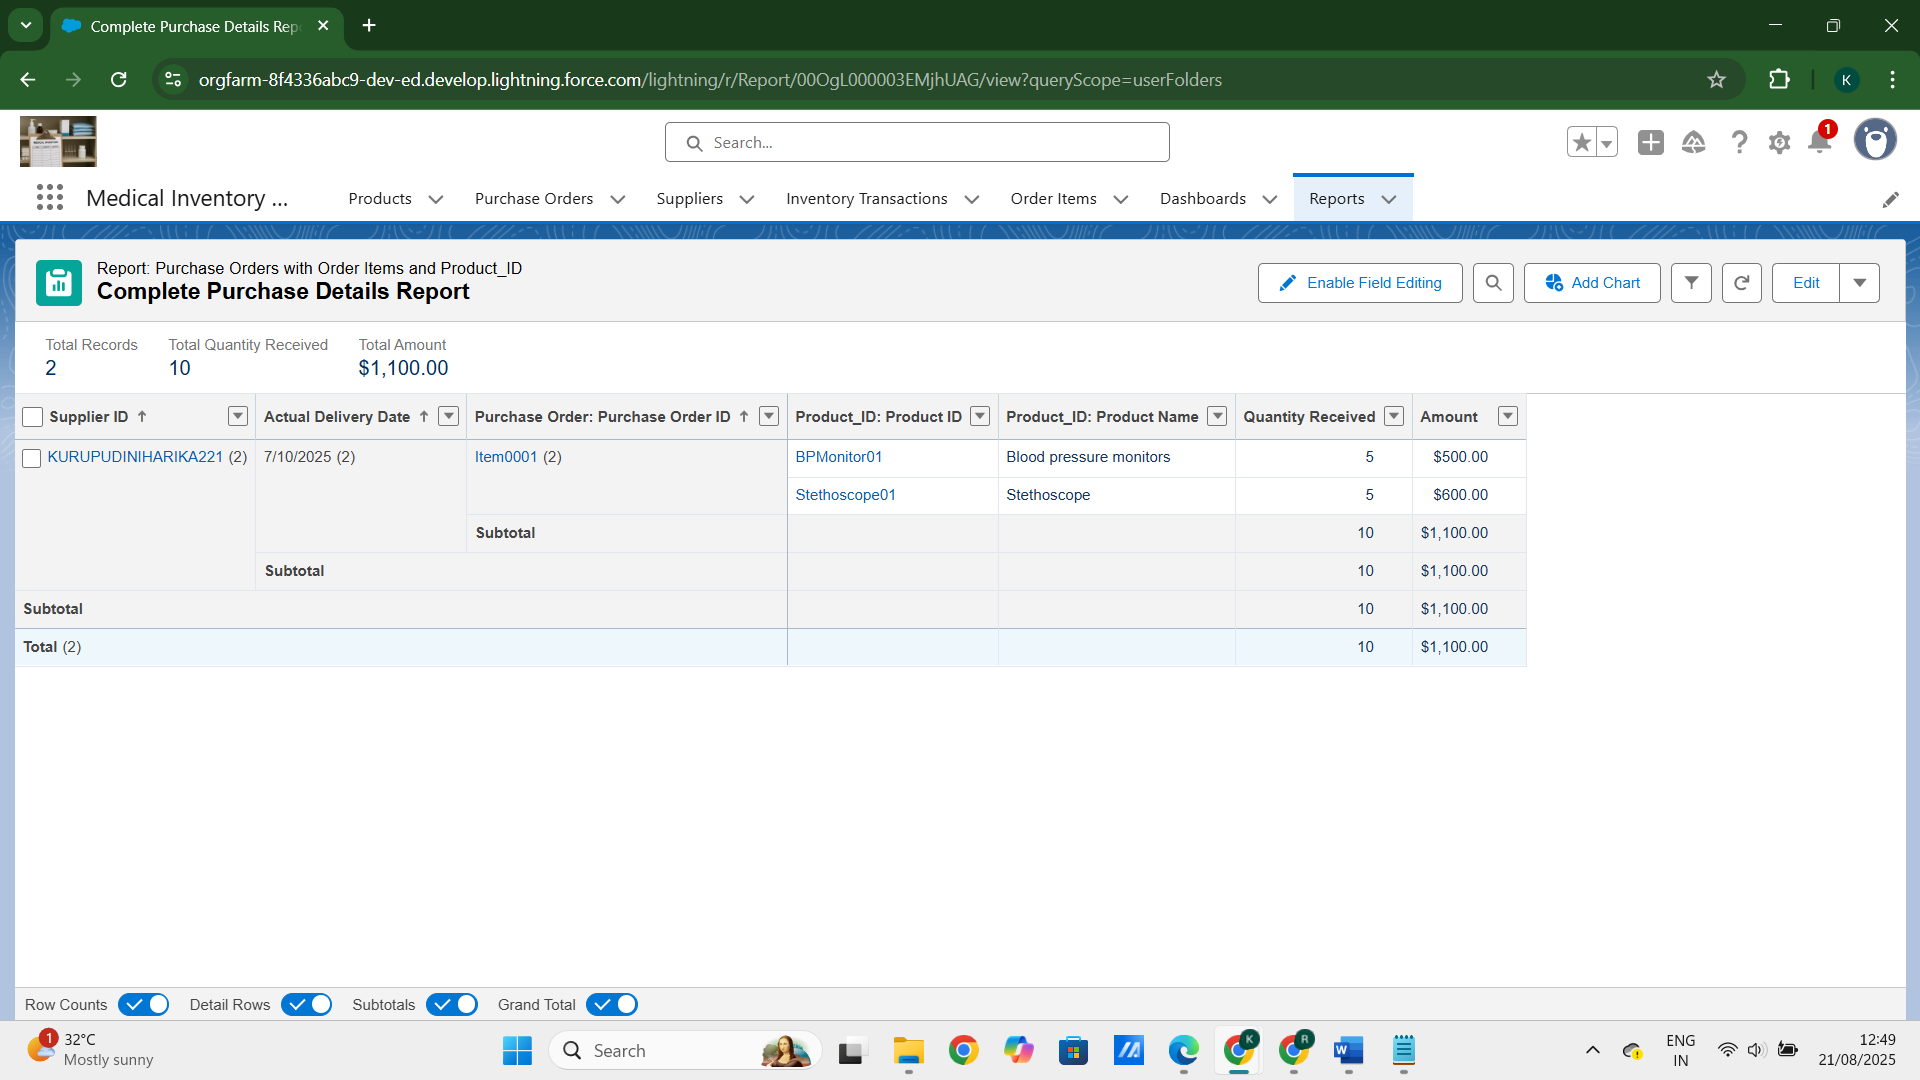 Complete Purchase Details Rep
orgfarm-8f4336abc9-dev-ed.develop.lightning.force.com/lightning/r/Report/00OgL000003EMjhUAG/view?queryScope=userFolders
K
Search...
1
Medical Inventory ...
Products
Purchase Orders
Suppliers
Inventory Transactions
Order Items
Dashboards
Reports
Report: Purchase Orders with Order Items and Product_ID
Complete Purchase Details Report
Enable Field Editing
Add Chart
Edit
Total Records
2
Total Quantity Received
10
Total Amount
$1,100.00
Supplier ID ↑ Actual Delivery Date ↑ Purchase Order: Purchase Order ID ↑ Product_ID: Product ID Product_ID: Product Name Quantity Received Amount
KURUPUDINIHARIKA221 (2) 7/10/2025 (2) Item0001 (2) BPMonitor01 Blood pressure monitors 5 $500.00
Stethoscope01 Stethoscope 5 $600.00
Subtotal 10 $1,100.00
Subtotal 10 $1,100.00
Subtotal 10 $1,100.00
Total (2) 10 $1,100.00
Row Counts
Detail Rows
Subtotals
Grand Total
1
32°C
Mostly sunny
Search
K
R
W
ENG
IN
12:49
21/08/2025